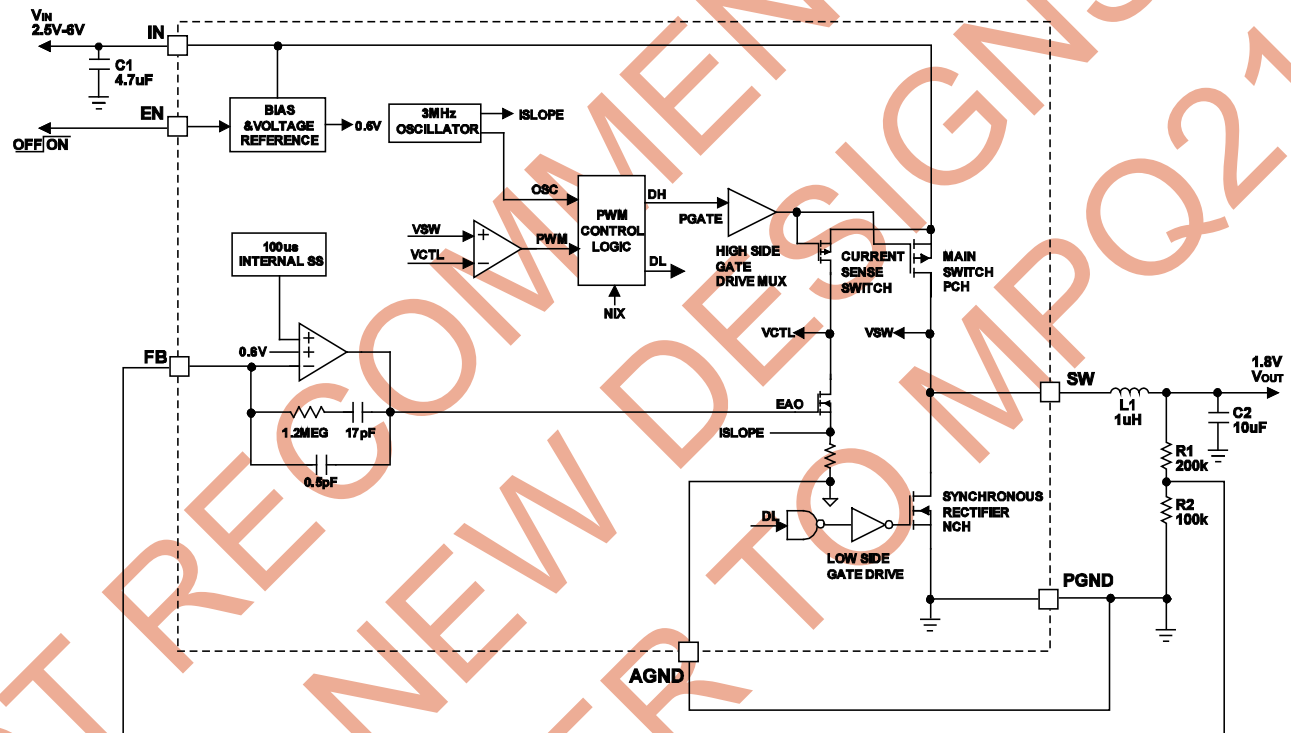 VIN
2.5V-6V
IN
C1
4.7uF
EN
OFF ON
BIAS
&VOLTAGE
REFERENCE
0.6V
3MHz
OSCILLATOR
ISLOPE
OSC
VSW
VCTL
PWM
PWM
CONTROL
LOGIC
DH
DL
NIX
PGATE
HIGH SIDE
GATE
DRIVE MUX
CURRENT
SENSE
SWITCH
MAIN
SWITCH
PCH
100us
INTERNAL SS
0.6V
FB
1.2MEG
17pF
0.5pF
VCTL
VSW
EAO
ISLOPE
SW
L1
1uH
1.8V
VOUT
C2
10uF
R1
200k
R2
100k
DL
LOW SIDE
GATE DRIVE
SYNCHRONOUS
RECTIFIER
NCH
PGND
AGND
T RECOMMEN
NEW DESIGNS
ER TO MPQ21